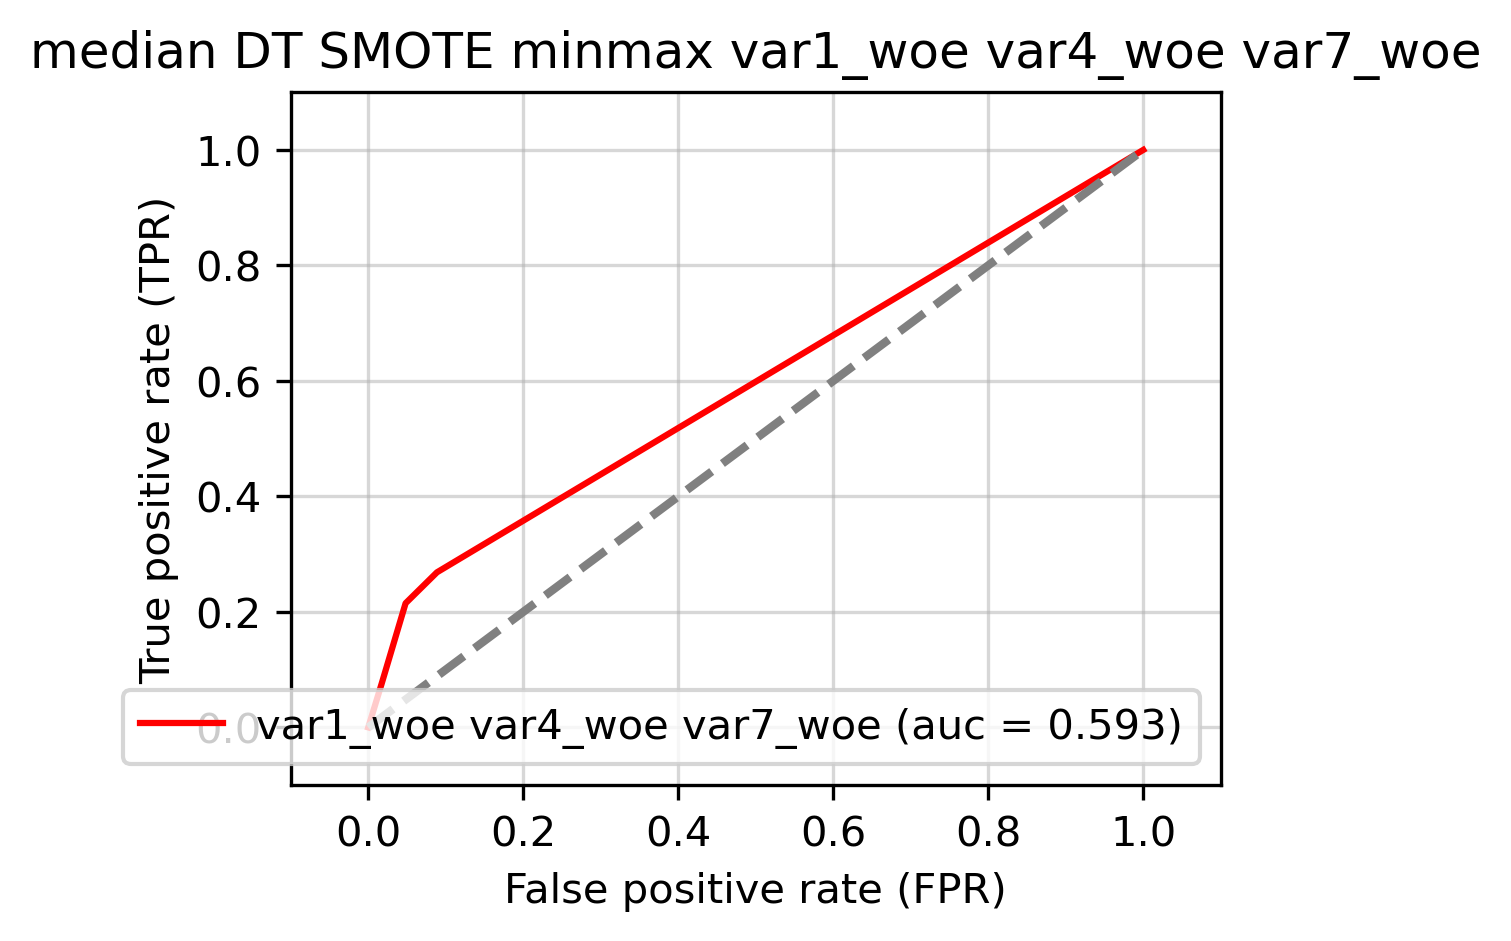 median DT SMOTE minmax var1_woe var4_woe var7_woe
True positive rate (TPR)
1.0
0.8
0.6
0.4
0.2
0.0
var1_woe var4_woe var7_woe (auc = 0.593)
0.0 0.2 0.4 0.6 0.8 1.0
False positive rate (FPR)